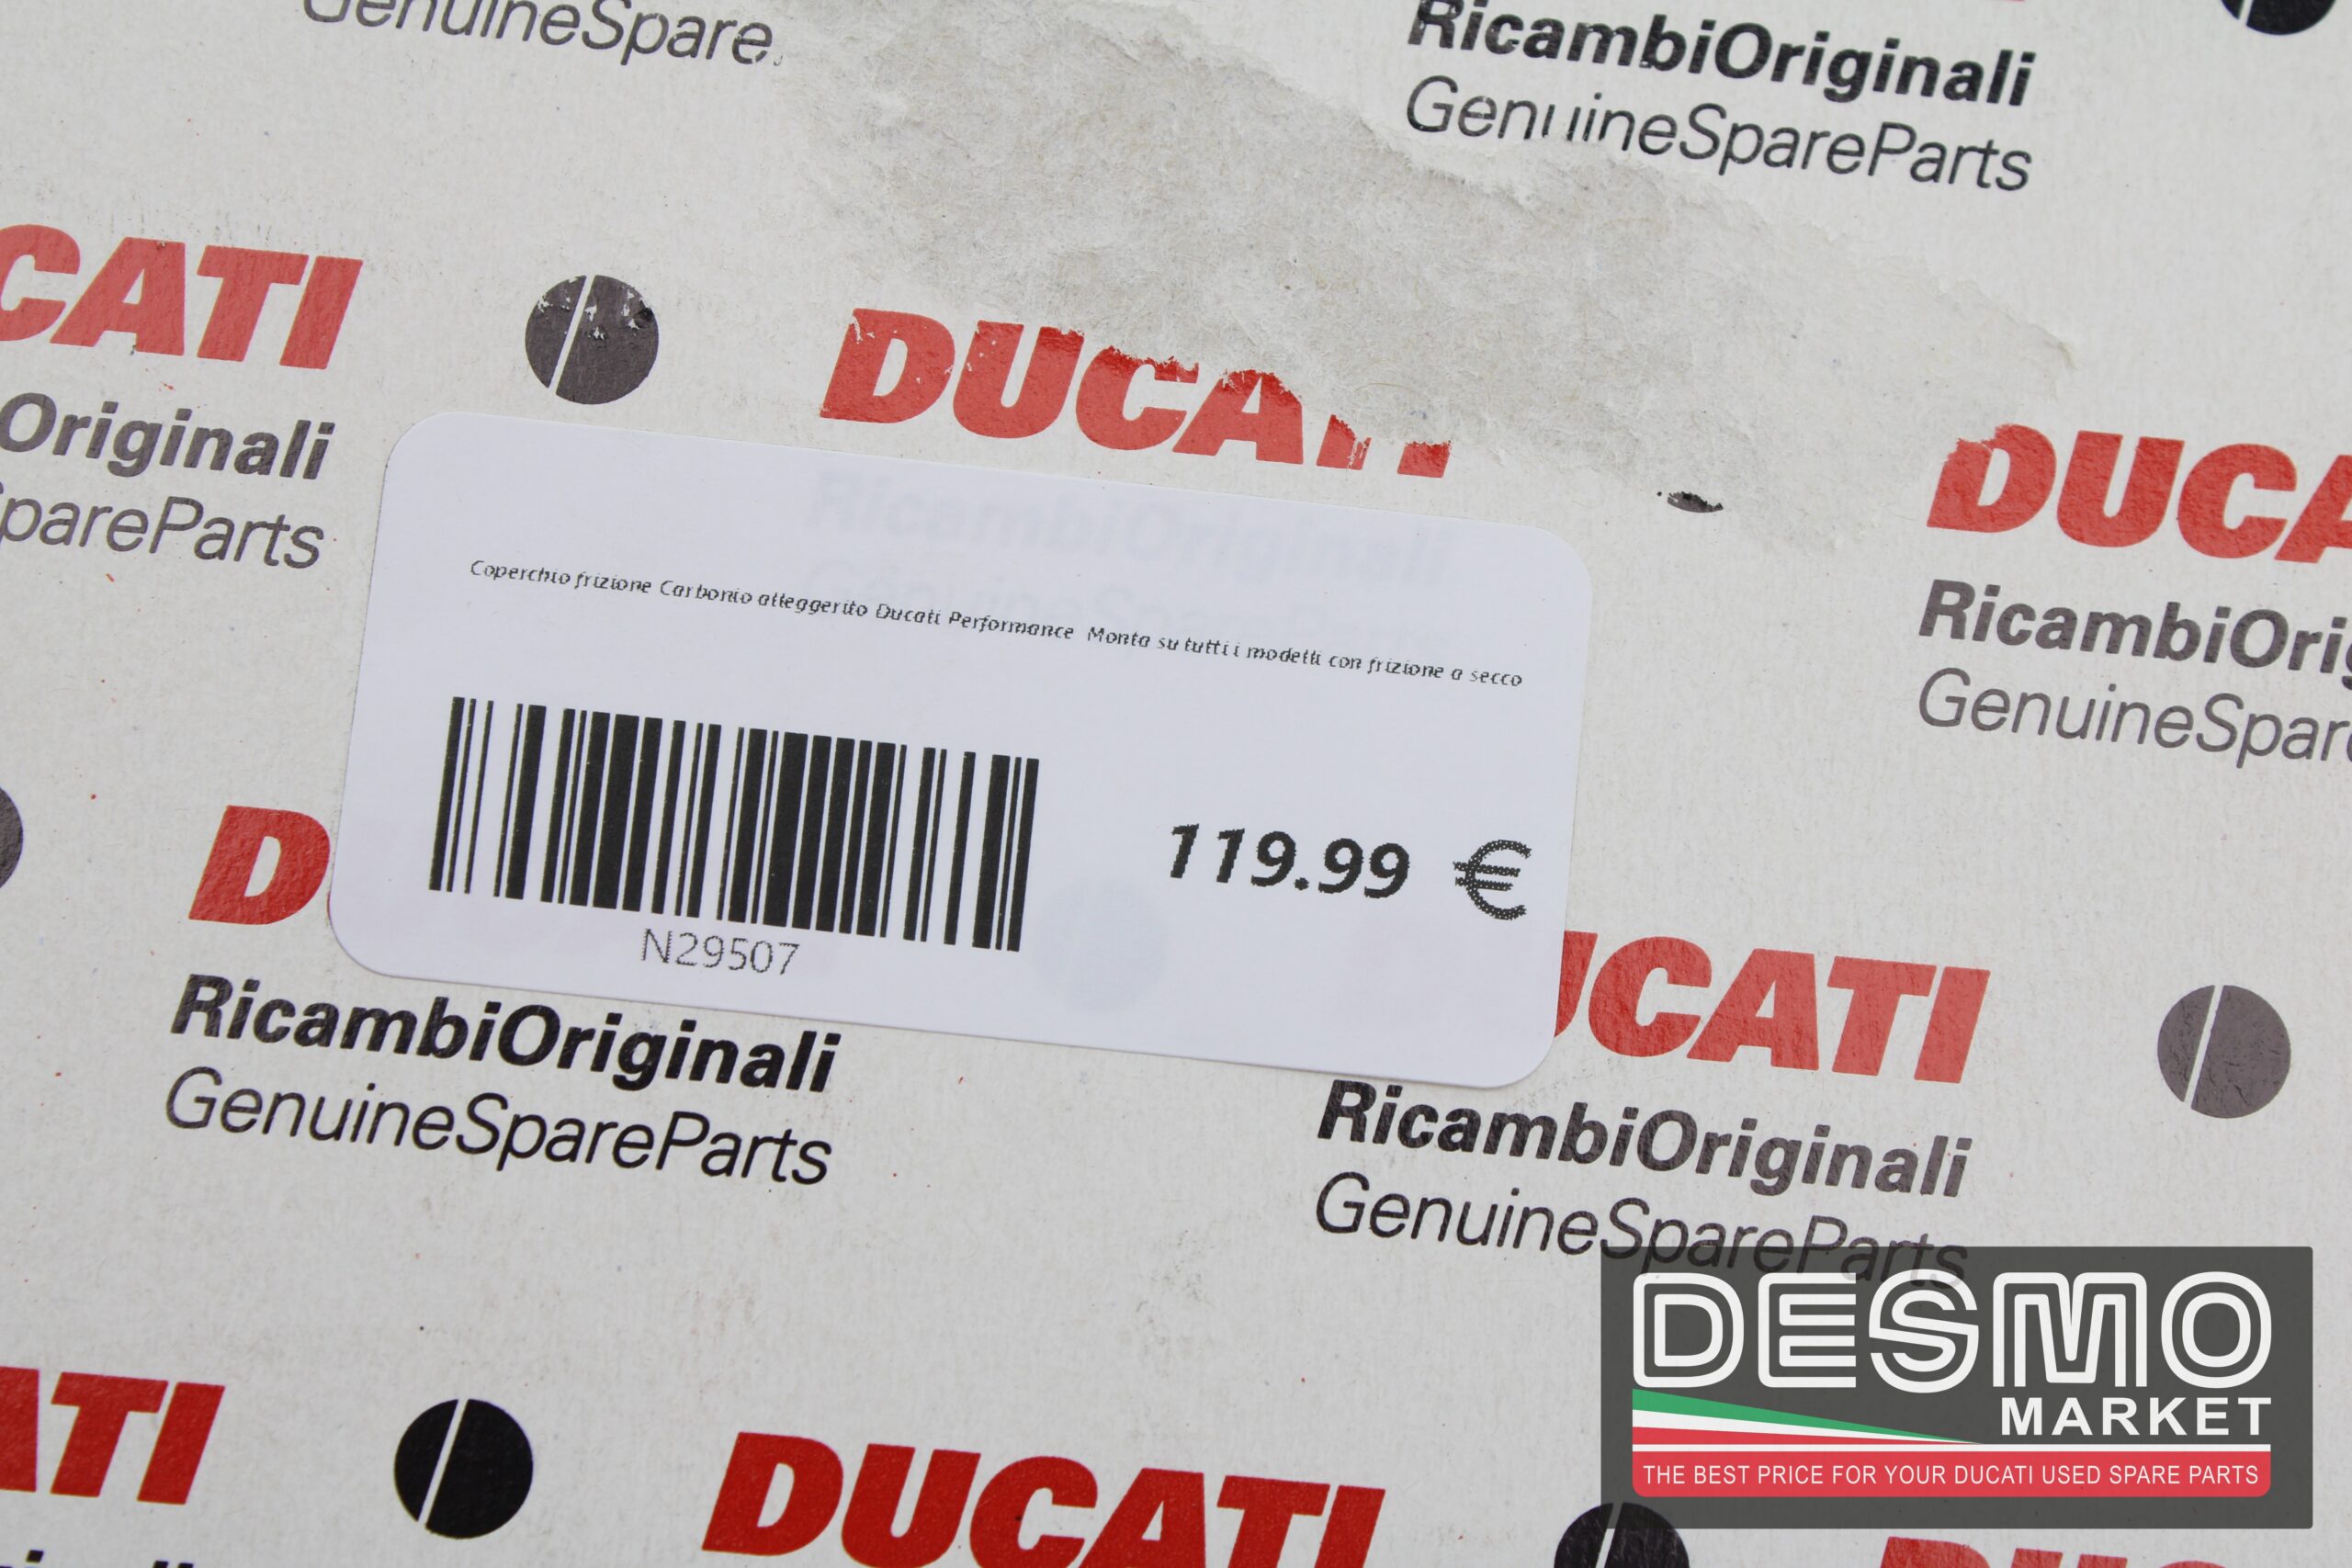 GenuineSpare
RicambiOriginali
GenuineSpareParts
CATI
Originali
SpareParts
DUCATI
DUCA
RicambiOrig
GenuineSpar
Coperchio frizione Carbonio alleggerito Ducati Performance Monta su tutti i modelli con frizione a secco
N29507
119.99 €
D
RicambiOriginali
GenuineSpareParts
UCATI
RicambiOriginali
GenuineSpareParts
ATI
DUCATI
DESMO
MARKET
THE BEST PRICE FOR YOUR DUCATI USED SPARE PARTS